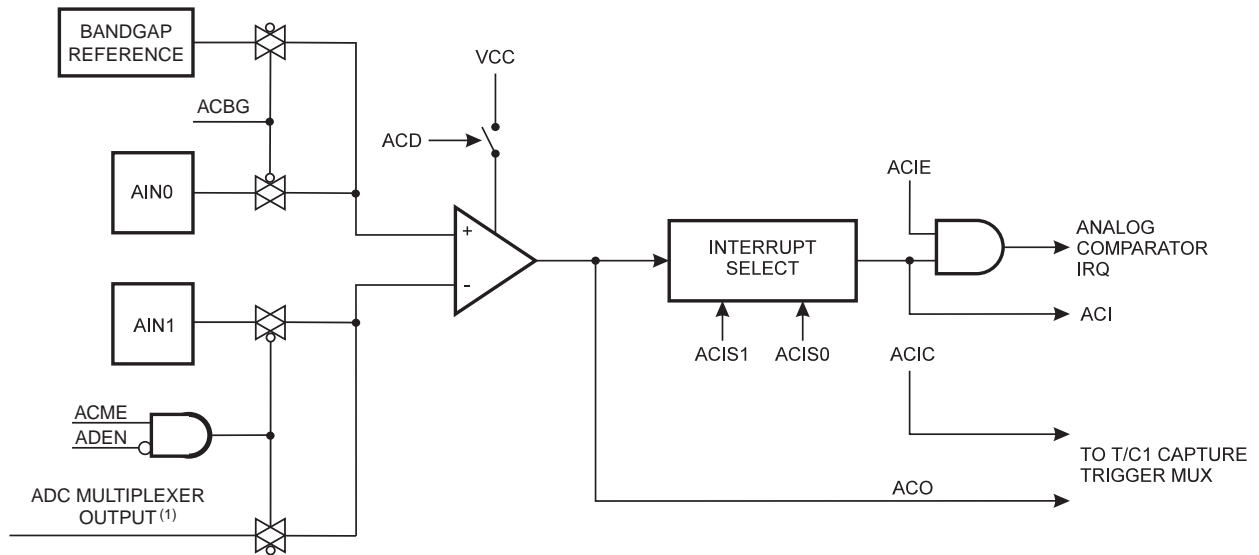 BANDGAP
REFERENCE
VCC
ACBG
ACD
AIN0
ACIE
+
-
INTERRUPT
SELECT
ANALOG
COMPARATOR
IRQ
AIN1
ACI
ACIS1
ACIS0
ACIC
ACME
ADEN
TO T/C1 CAPTURE
TRIGGER MUX
ACO
ADC MULTIPLEXER
OUTPUT (1)